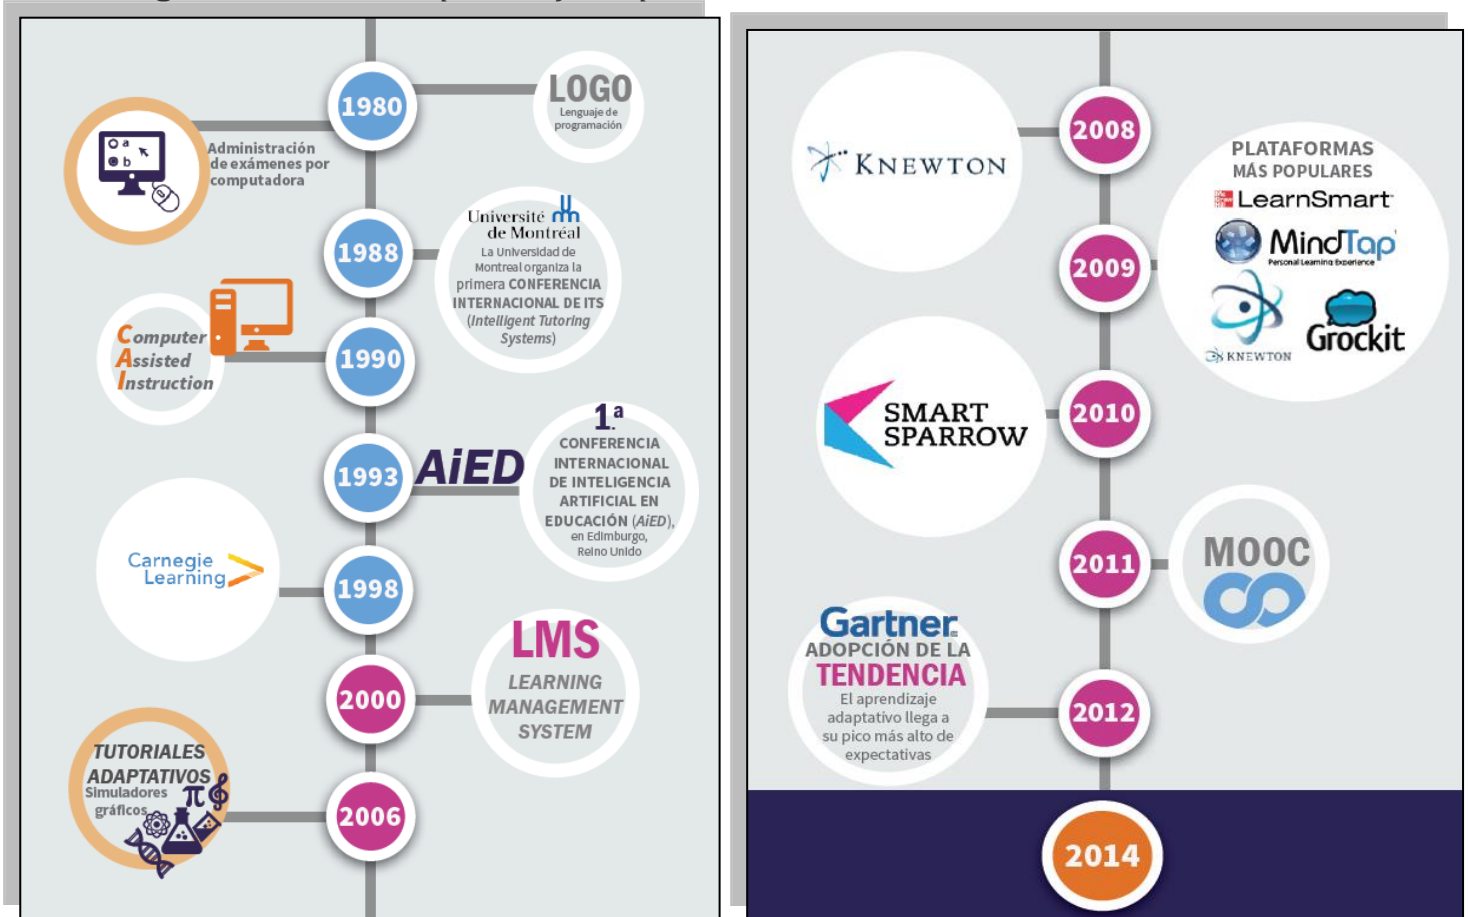 1980
LOGO
Lenguaje de
programación
O a
b
Administración
de exámenes por
computadora
1988
Université
de Montréal
La Universidad de
Montreal organiza la
primera CONFERENCIA
INTERNACIONAL DE ITS
(Intelligent Tutoring
Systems)
Computer
Assisted
Instruction
1990
1993
AiED
1.a
CONFERENCIA
INTERNACIONAL
DE INTELIGENCIA
ARTIFICIAL EN
EDUCACIÓN (AiED),
en Edimburgo,
Reino Unido
Carnegie
Learning
1998
LMS
LEARNING
MANAGEMENT
SYSTEM
2000
TUTORIALES
ADAPTATIVOS
Simuladores
gráficos
π
2006
KNEWTON
2008
PLATAFORMAS
MÁS POPULARES
LearnSmart
MindTap
Personal Learning Experience
KNEWTON
Grockit
2009
SMART
SPARROW
2010
2011
MOOC
Gartner
ADOPCIÓN DE LA
TENDENCIA
El aprendizaje
adaptativo llega a
su pico más alto de
expectativas
2012
2014